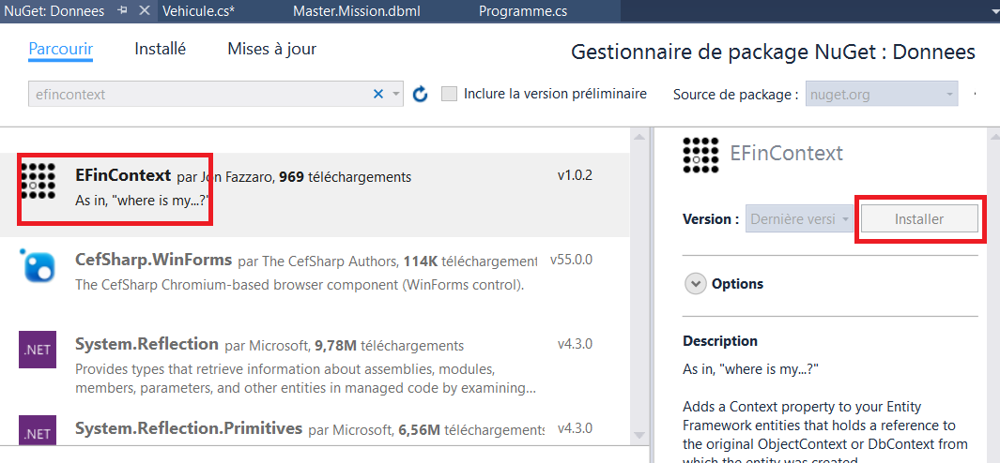 NuGet: Donnees
Vehicule.cs*
Master.Mission.dbml
Programme.cs
Parcourir
Installé
Mises à jour
Gestionnaire de package NuGet : Donnees
efincontext
Inclure la version préliminaire
Source de package :
nuget.org
EFinContext par Jon Fazzaro, 969 téléchargements
v1.0.2
As in, "where is my...?"
CefSharp.WinForms par The CefSharp Authors, 114K téléchargement
v55.0.0
The CefSharp Chromium-based browser component (WinForms control).
.NET
System.Reflection par Microsoft, 9,78M téléchargements
v4.3.0
Provides types that retrieve information about assemblies, modules,
members, parameters, and other entities in managed code by examining...
.NET
System.Reflection.Primitives par Microsoft, 6,56M téléchargements
v4.3.0
EFinContext
Version :
Dernière versi
Installer
Options
Description
As in, "where is my...?"
Adds a Context property to your Entity
Framework entities that holds a reference to
the original ObjectContext or DbContext from
which the entity was created